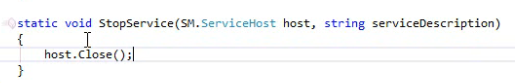 static void StopService(SM.ServiceHost host, string serviceDescription)
{
host.Close();
}